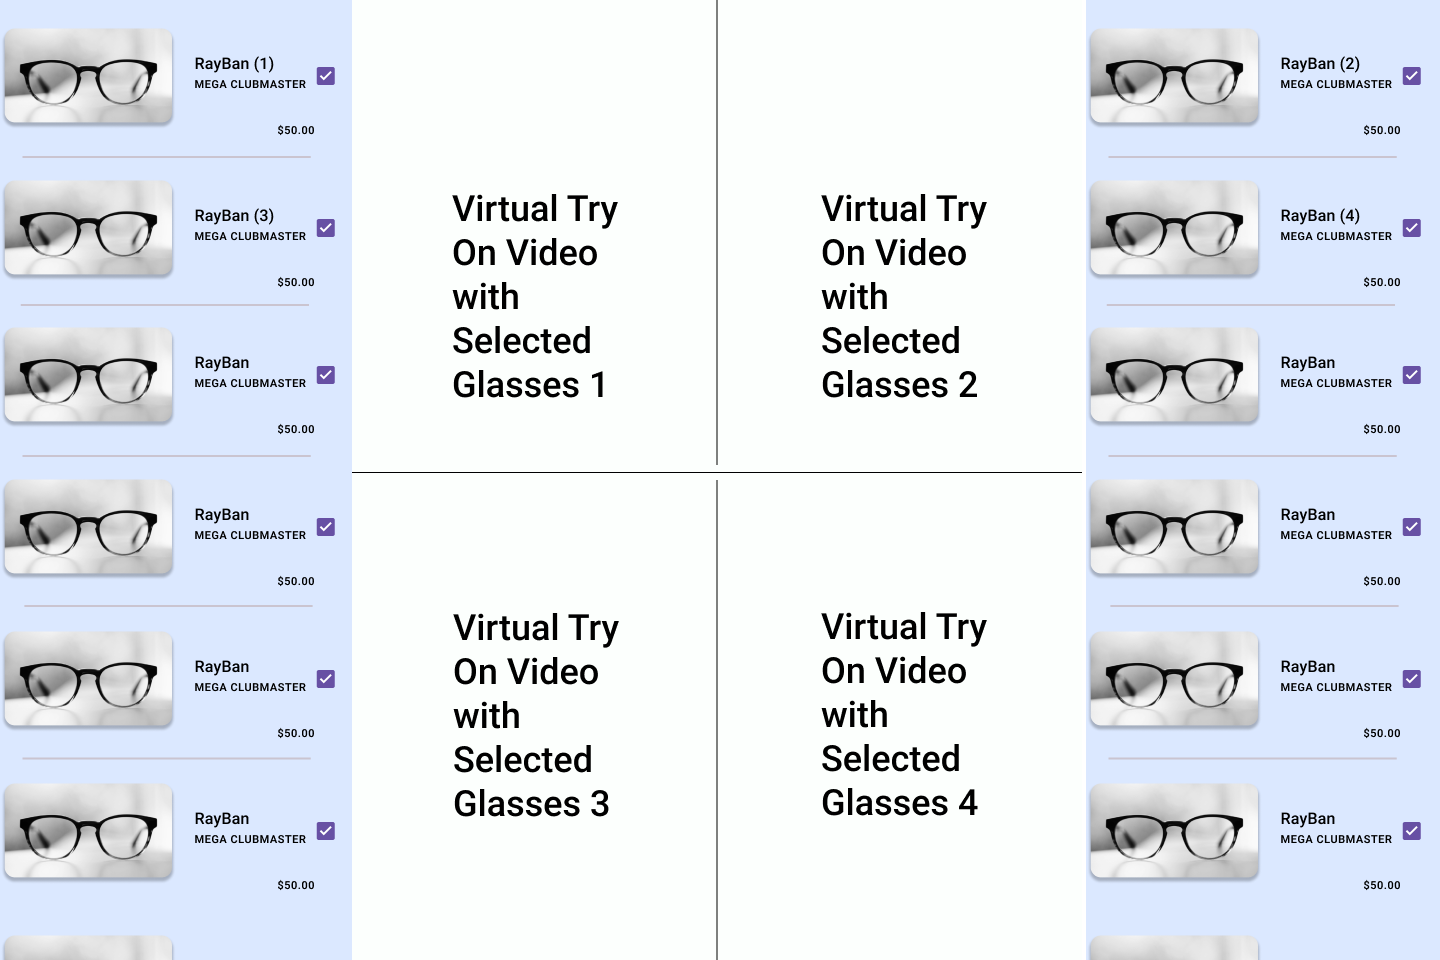 RayBan (1)
MEGA CLUBMASTER
$50.00
RayBan (3)
MEGA CLUBMASTER
$50.00
RayBan
MEGA CLUBMASTER
$50.00
RayBan
MEGA CLUBMASTER
$50.00
RayBan
MEGA CLUBMASTER
$50.00
RayBan
MEGA CLUBMASTER
$50.00
Virtual Try
On Video
with
Selected
Glasses 1
Virtual Try
On Video
with
Selected
Glasses 2
Virtual Try
On Video
with
Selected
Glasses 3
Virtual Try
On Video
with
Selected
Glasses 4
RayBan (2)
MEGA CLUBMASTER
$50.00
RayBan (4)
MEGA CLUBMASTER
$50.00
RayBan
MEGA CLUBMASTER
$50.00
RayBan
MEGA CLUBMASTER
$50.00
RayBan
MEGA CLUBMASTER
$50.00
RayBan
MEGA CLUBMASTER
$50.00